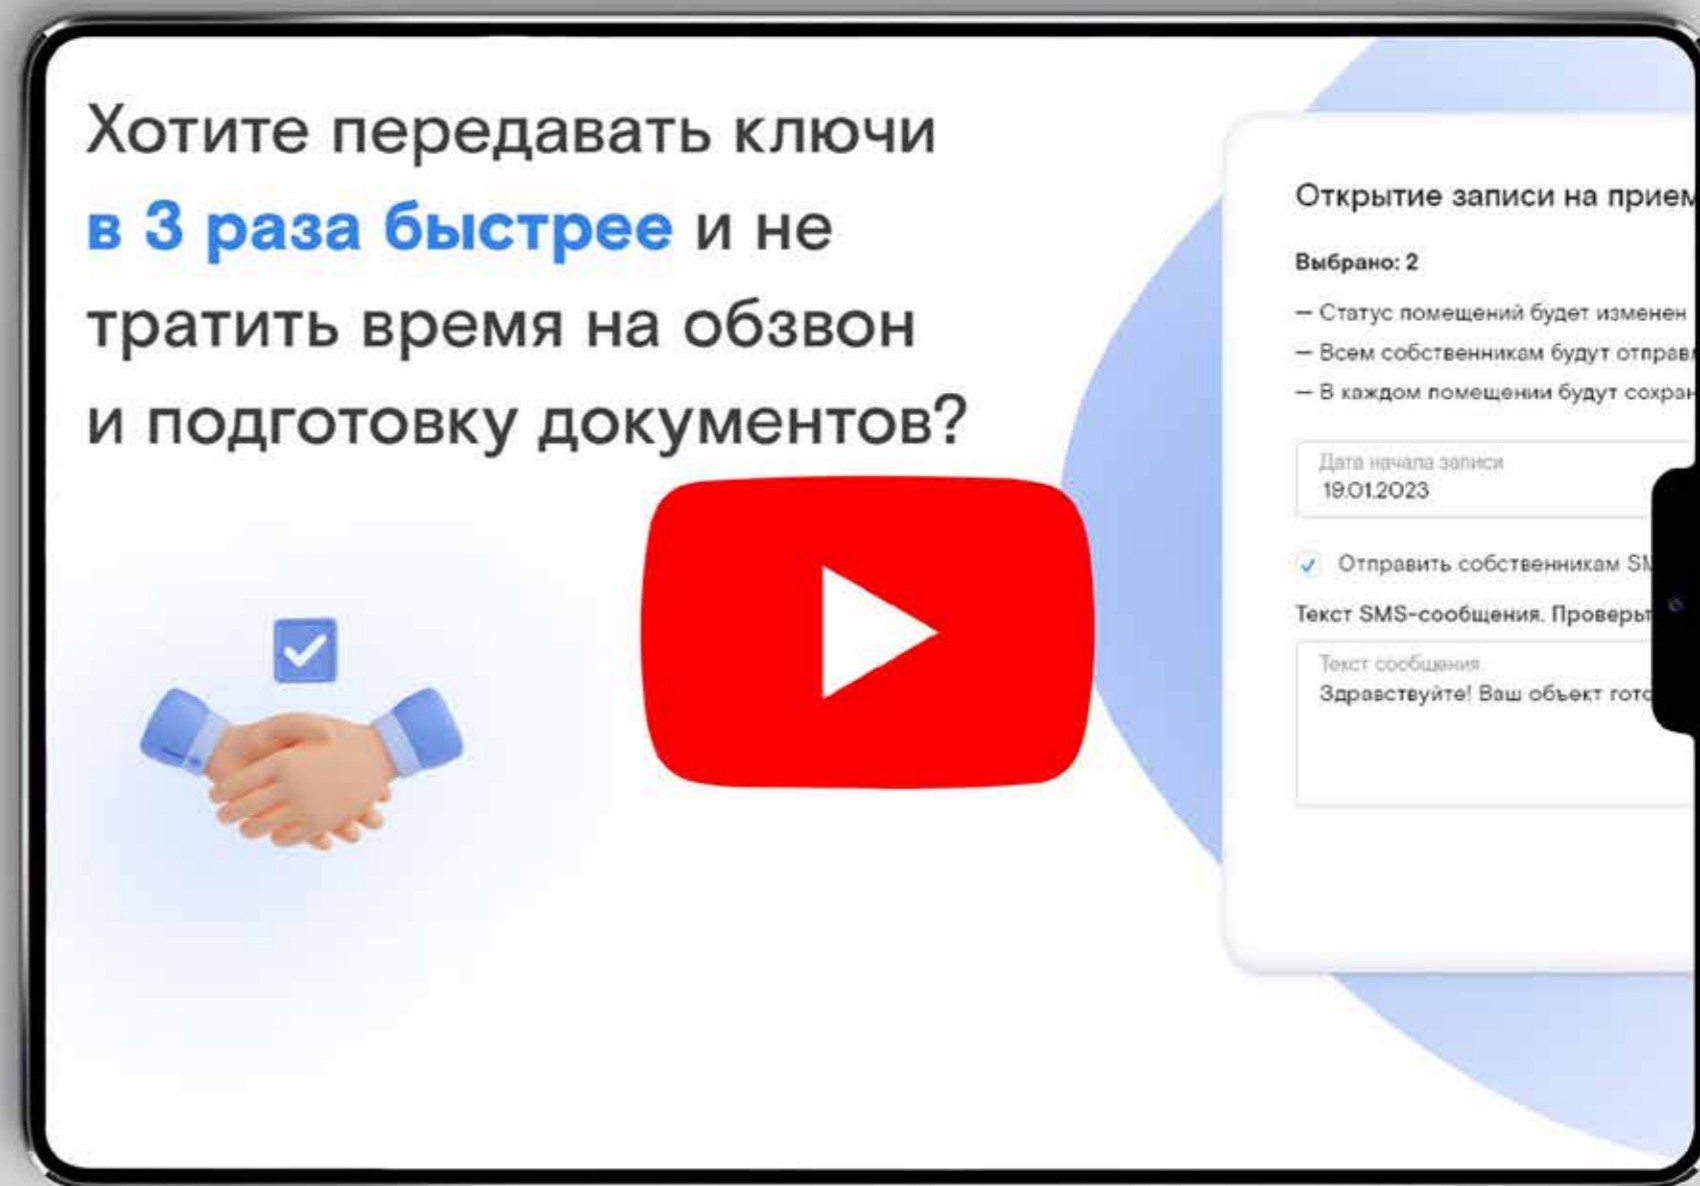 Хотите передавать ключи
в 3 раза быстрее и не
тратить время на обзвон
и подготовку документов?
Открытие записи на прием
Выбрано: 2
— Статус помещений будет изменен
— Всем собственникам будут
— В каждом помещении будут
Дата начала записи
19.01.2023
Отправить собственникам
Текст SMS-сообщения.
Текст сообщения
Здравствуйте! Ваш объект